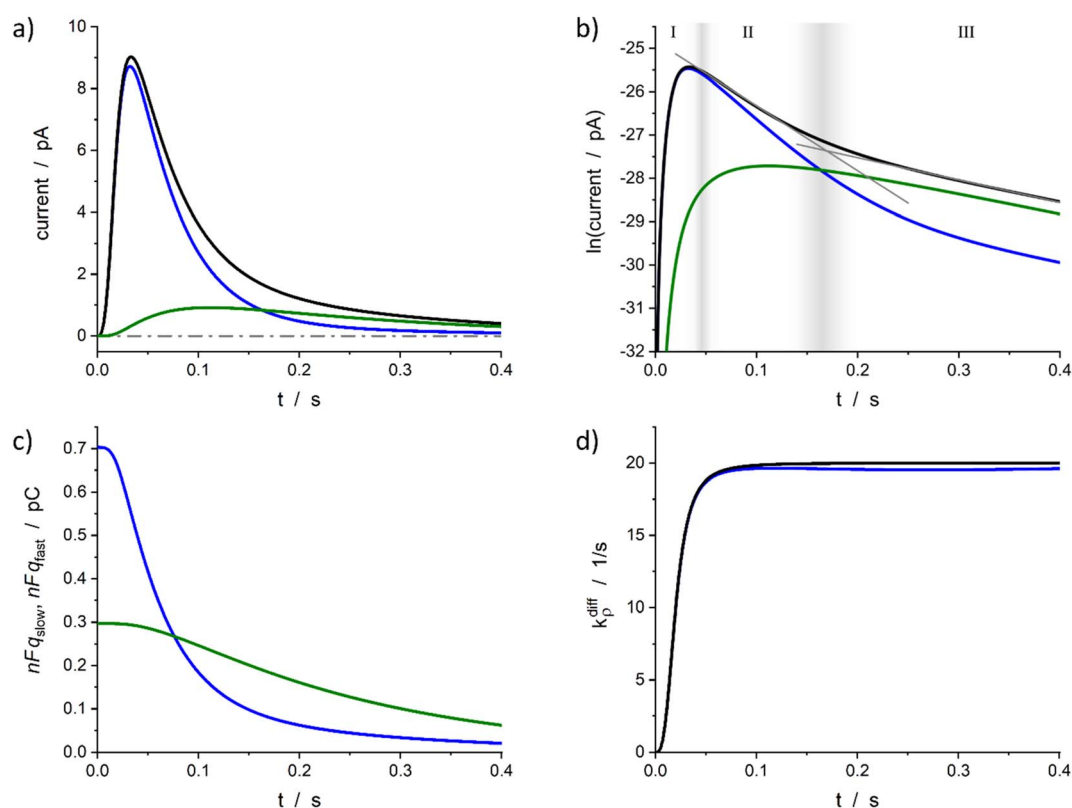 a)
10
8
6
4
2
0
current / pA
0.0 0.1 0.2 0.3 0.4
t / s
b)
I II III
-25
-26
-27
-28
-29
-30
-31
-32
ln(current / pA)
0.0 0.1 0.2 0.3 0.4
t / s
c)
0.7
0.6
0.5
0.4
0.3
0.2
0.1
0.0
nFqslow, nFqfast / pC
0.0 0.1 0.2 0.3 0.4
t / s
d)
20
15
10
5
0
kρdiff / 1/s
0.0 0.1 0.2 0.3 0.4
t / s